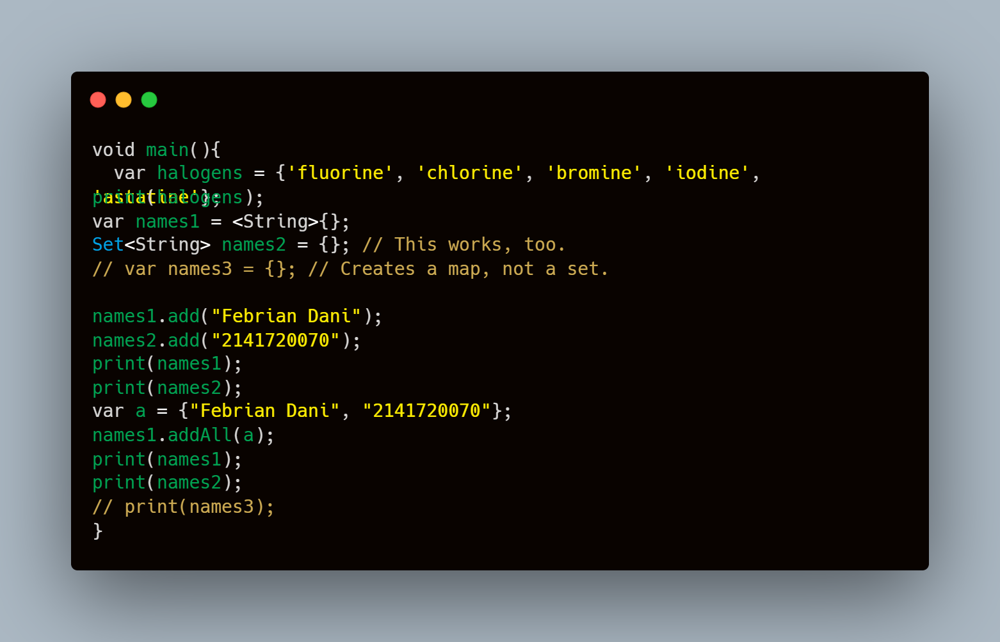 void main(){
  var halogens = {'fluorine', 'chlorine', 'bromine', 'iodine',
'astatine'};
print(halogens);
var names1 = <String>{};
Set<String> names2 = {}; // This works, too.
// var names3 = {}; // Creates a map, not a set.

names1.add("Febrian Dani");
names2.add("2141720070");
print(names1);
print(names2);
var a = {"Febrian Dani", "2141720070"};
names1.addAll(a);
print(names1);
print(names2);
// print(names3);
}